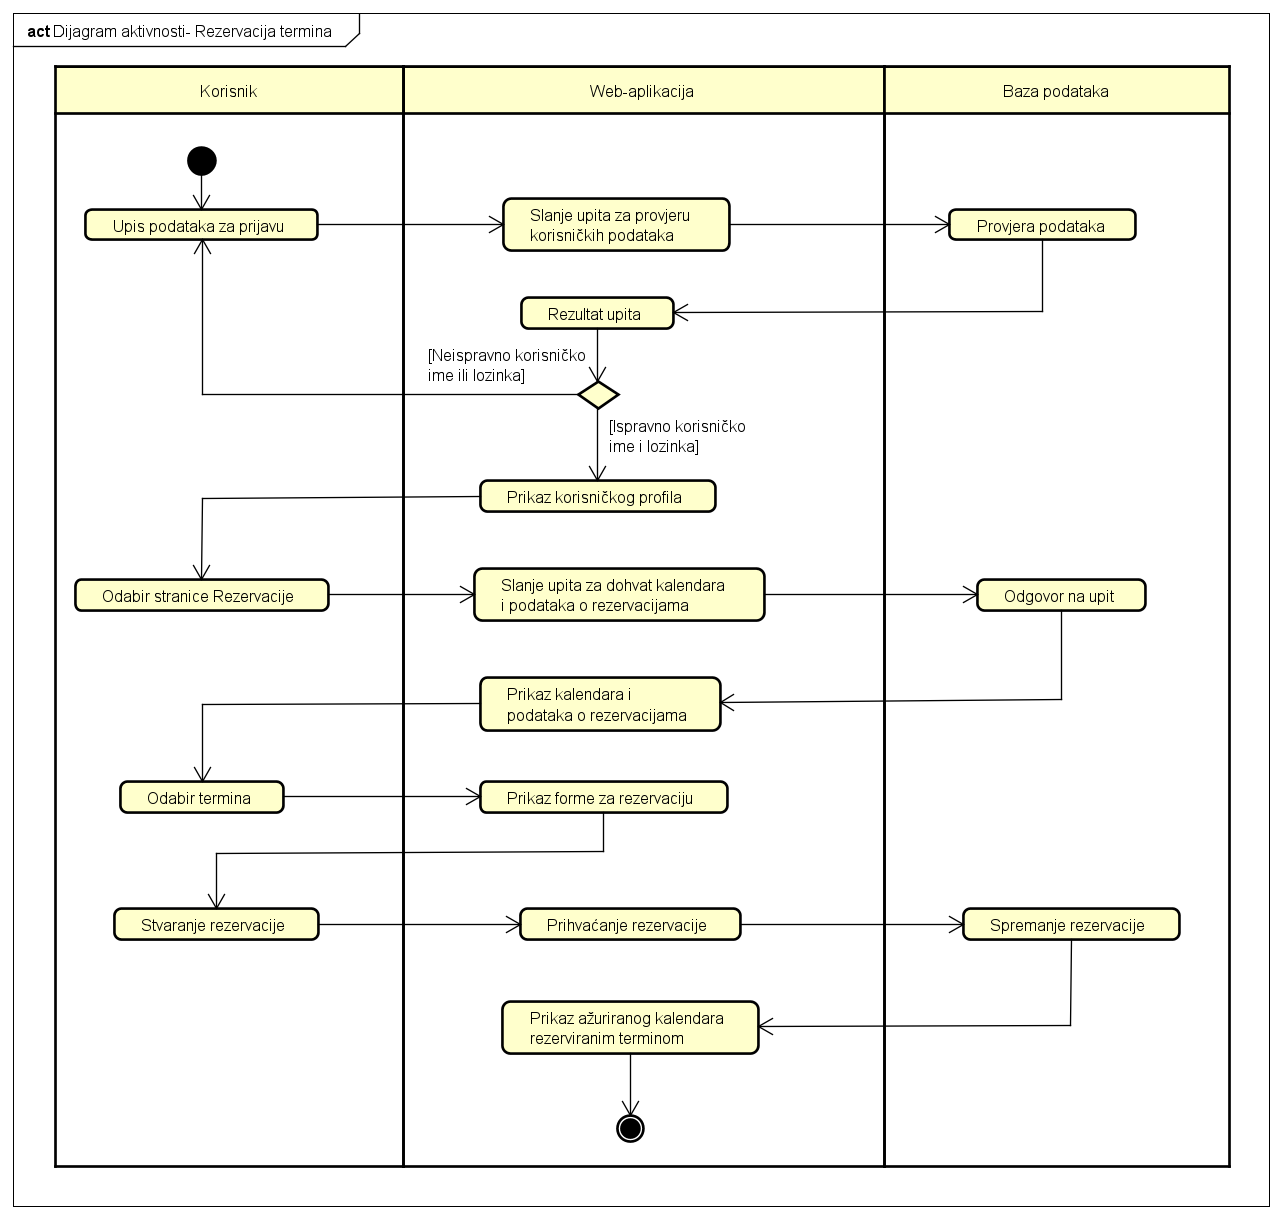 act Dijagram aktivnosti- Rezervacija termina
Korisnik
Web-aplikacija
Baza podataka
Upis podataka za prijavu
Slanje upita za provjeru
korisničkih podataka
Provjera podataka
Rezultat upita
[Neispravno korisničko
ime ili lozinka]
[Ispravno korisničko
ime i lozinka]
Prikaz korisničkog profila
Odabir stranice Rezervacije
Slanje upita za dohvat kalendara
i podataka o rezervacijama
Odgovor na upit
Prikaz kalendara i
podataka o rezervacijama
Odabir termina
Prikaz forme za rezervaciju
Stvaranje rezervacije
Prihvaćanje rezervacije
Spremanje rezervacije
Prikaz ažuriranog kalendara
rezerviranim terminom